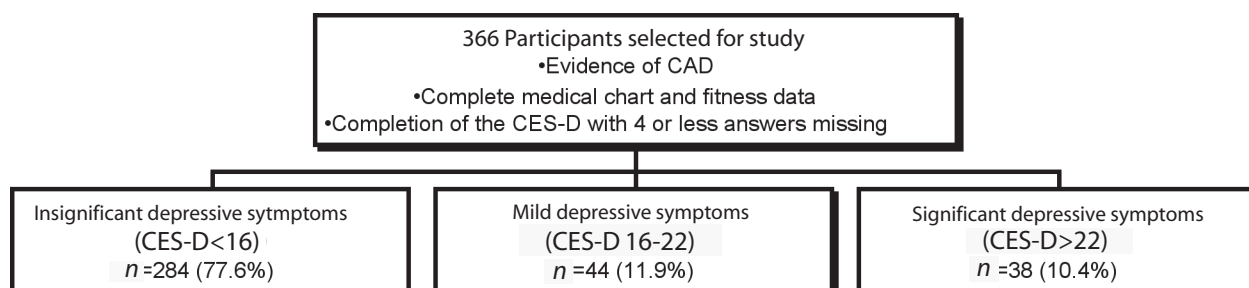 366 Participants selected for study
•Evidence of CAD
•Complete medical chart and fitness data
•Completion of the CES-D with 4 or less answers missing
Insignificant depressive sytmptoms
(CES-D<16)
n=284 (77.6%)
Mild depressive symptoms
(CES-D 16-22)
n=44 (11.9%)
Significant depressive symptoms
(CES-D>22)
n=38 (10.4%)